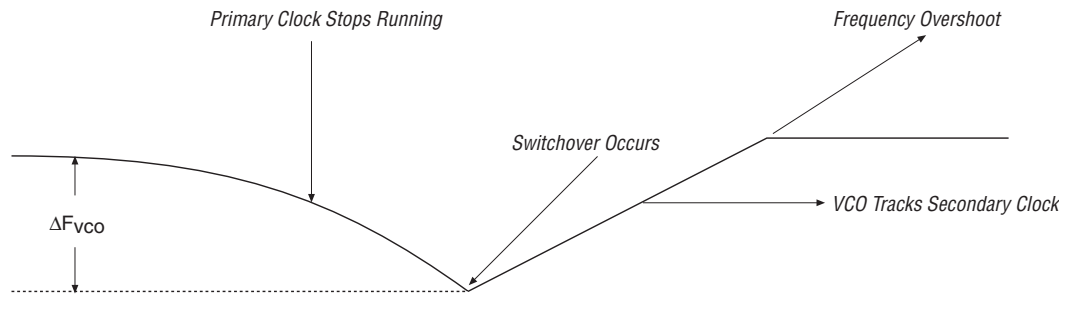 Primary Clock Stops Running
Frequency Overshoot
Switchover Occurs
ΔFvco
VCO Tracks Secondary Clock